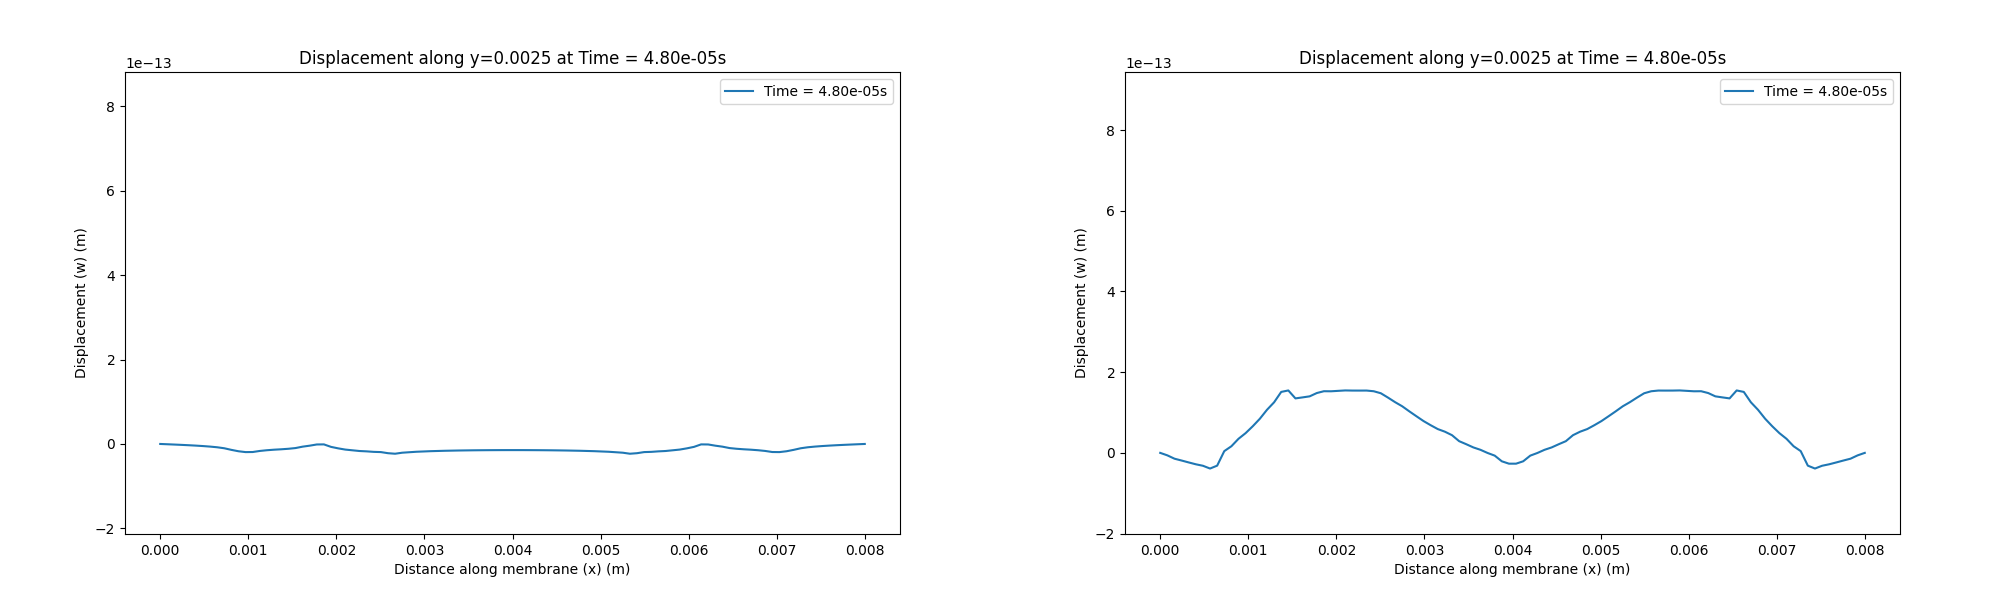 Displacement along y=0.0025 at Time = 4.80e-05s
1e−13
Time = 4.80e-05s
8
6
4
2
0
−2
Displacement (w) (m)
0.000 0.001 0.002 0.003 0.004 0.005 0.006 0.007 0.008
Distance along membrane (x) (m)
Displacement along y=0.0025 at Time = 4.80e-05s
1e−13
Time = 4.80e-05s
8
6
4
2
0
−2
Displacement (w) (m)
0.000 0.001 0.002 0.003 0.004 0.005 0.006 0.007 0.008
Distance along membrane (x) (m)